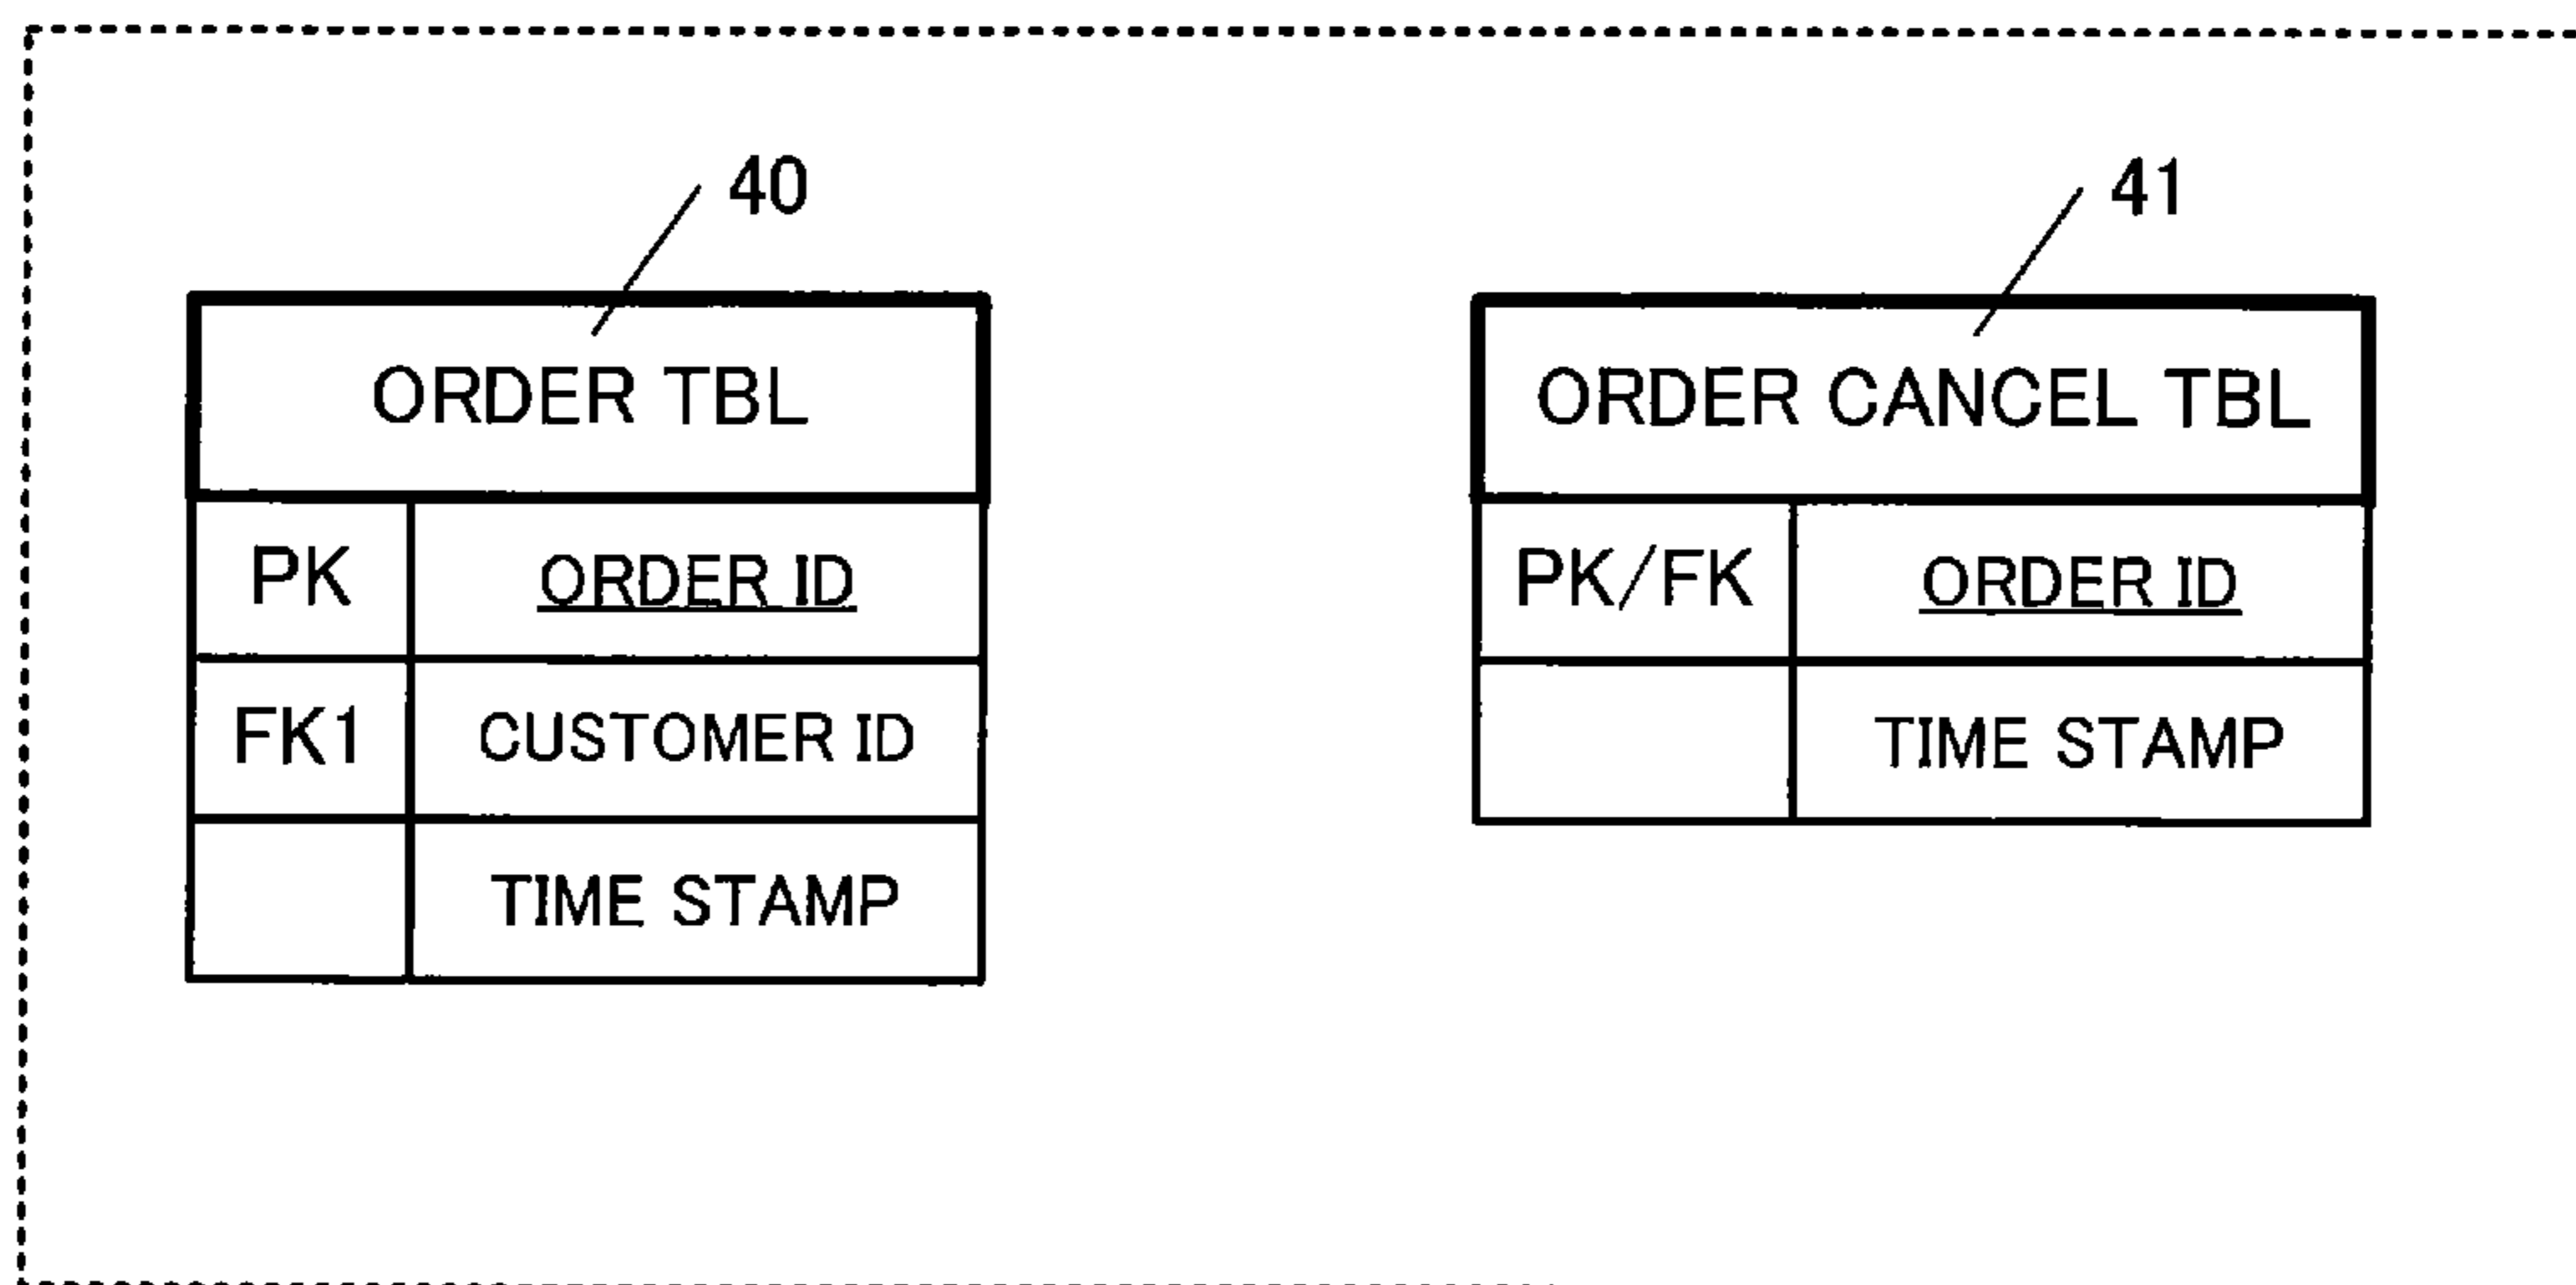 40
ORDER TBL
PK ORDER ID
FK1 CUSTOMER ID
TIME STAMP
41
ORDER CANCEL TBL
PK/FK ORDER ID
TIME STAMP